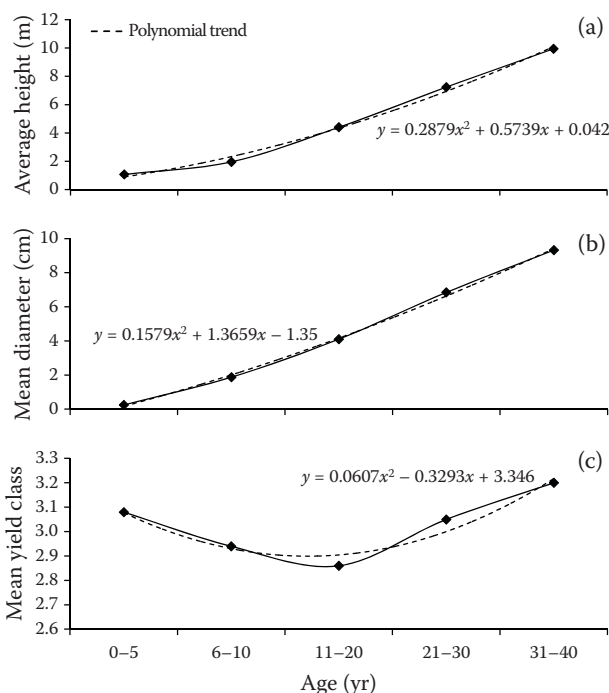 (a)
Polynomial trend
Average height (m)
12
10
8
6
4
2
0
y = 0.2879x² + 0.5739x + 0.042
(b)
Mean diameter (cm)
10
8
6
4
2
0
y = 0.1579x² + 1.3659x – 1.35
(c)
Mean yield class
3.3
3.2
3.1
3.0
2.9
2.8
2.7
2.6
y = 0.0607x² – 0.3293x + 3.346
0–5 6–10 11–20 21–30 31–40
Age (yr)